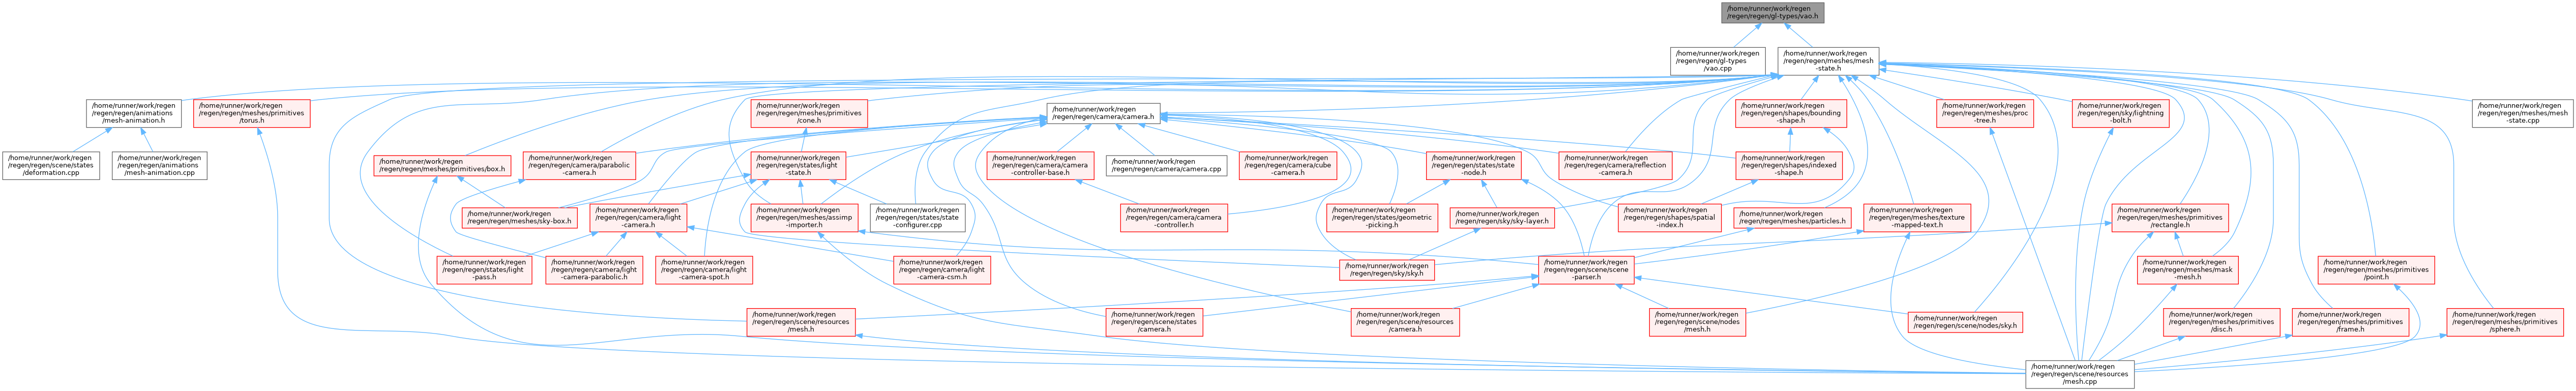 /home/runner/work/regen
/regen/regen/gl-types/vao.h
/home/runner/work/regen
/regen/regen/gl-types
/vao.cpp
/home/runner/work/regen
/regen/regen/meshes/mesh
-state.h
/home/runner/work/regen
/regen/regen/animations
/mesh-animation.h
/home/runner/work/regen
/regen/regen/meshes/primitives
/torus.h
/home/runner/work/regen
/regen/regen/meshes/primitives
/cone.h
/home/runner/work/regen
/regen/regen/camera/camera.h
/home/runner/work/regen
/regen/regen/shapes/bounding
-shape.h
/home/runner/work/regen
/regen/regen/meshes/proc
-tree.h
/home/runner/work/regen
/regen/regen/sky/lightning
-bolt.h
/home/runner/work/regen
/regen/regen/meshes/mesh
-state.cpp
/home/runner/work/regen
/regen/regen/scene/states
/deformation.cpp
/home/runner/work/regen
/regen/regen/animations
/mesh-animation.cpp
/home/runner/work/regen
/regen/regen/meshes/primitives/box.h
/home/runner/work/regen
/regen/regen/camera/parabolic
-camera.h
/home/runner/work/regen
/regen/regen/states/light
-state.h
/home/runner/work/regen
/regen/regen/camera/camera
-controller-base.h
/home/runner/work/regen
/regen/regen/camera/camera.cpp
/home/runner/work/regen
/regen/regen/camera/cube
-camera.h
/home/runner/work/regen
/regen/regen/states/state
-node.h
/home/runner/work/regen
/regen/regen/camera/reflection
-camera.h
/home/runner/work/regen
/regen/regen/shapes/indexed
-shape.h
/home/runner/work/regen
/regen/regen/meshes/sky-box.h
/home/runner/work/regen
/regen/regen/camera/light
-camera.h
/home/runner/work/regen
/regen/regen/meshes/assimp
-importer.h
/home/runner/work/regen
/regen/regen/states/state
-configurer.cpp
/home/runner/work/regen
/regen/regen/camera/camera
-controller.h
/home/runner/work/regen
/regen/regen/states/geometric
-picking.h
/home/runner/work/regen
/regen/regen/sky/sky-layer.h
/home/runner/work/regen
/regen/regen/shapes/spatial
-index.h
/home/runner/work/regen
/regen/regen/meshes/particles.h
/home/runner/work/regen
/regen/regen/meshes/texture
-mapped-text.h
/home/runner/work/regen
/regen/regen/meshes/primitives
/rectangle.h
/home/runner/work/regen
/regen/regen/states/light
-pass.h
/home/runner/work/regen
/regen/regen/camera/light
-camera-parabolic.h
/home/runner/work/regen
/regen/regen/camera/light
-camera-spot.h
/home/runner/work/regen
/regen/regen/camera/light
-camera-csm.h
/home/runner/work/regen
/regen/regen/sky/sky.h
/home/runner/work/regen
/regen/regen/scene/scene
-parser.h
/home/runner/work/regen
/regen/regen/meshes/mask
-mesh.h
/home/runner/work/regen
/regen/regen/meshes/primitives
/point.h
/home/runner/work/regen
/regen/regen/scene/resources
/mesh.h
/home/runner/work/regen
/regen/regen/scene/states
/camera.h
/home/runner/work/regen
/regen/regen/scene/resources
/camera.h
/home/runner/work/regen
/regen/regen/scene/nodes
/mesh.h
/home/runner/work/regen
/regen/regen/scene/nodes/sky.h
/home/runner/work/regen
/regen/regen/meshes/primitives
/disc.h
/home/runner/work/regen
/regen/regen/meshes/primitives
/frame.h
/home/runner/work/regen
/regen/regen/meshes/primitives
/sphere.h
/home/runner/work/regen
/regen/regen/scene/resources
/mesh.cpp